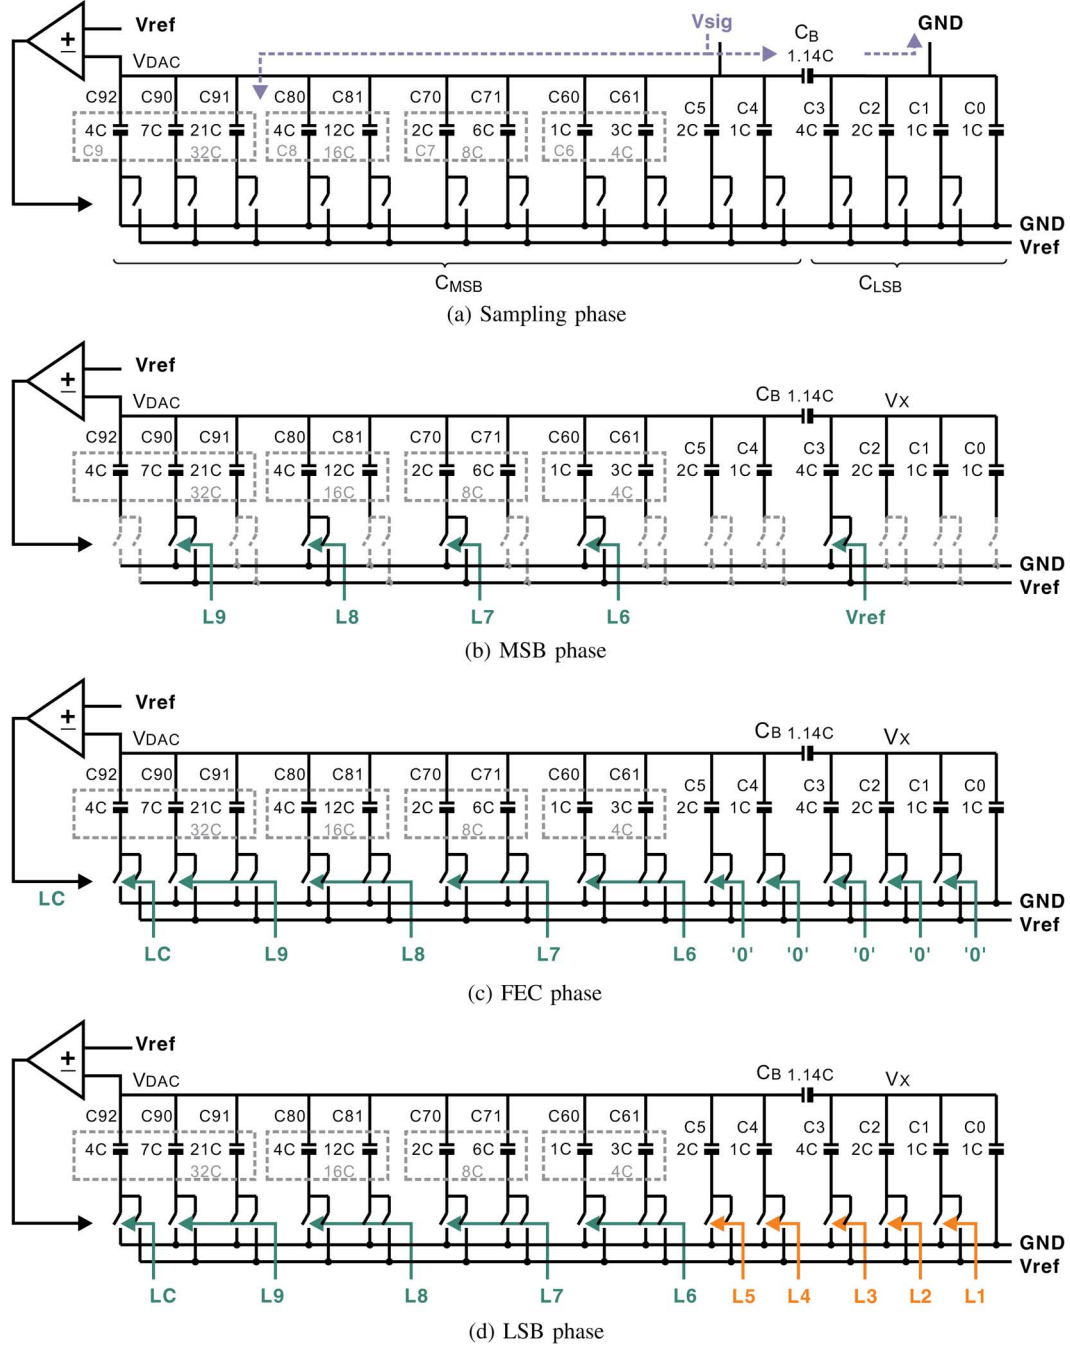 Vref
Vsig
CB
GND
VDAC
1.14C
C92 C90 C91 C80 C81 C70 C71 C60 C61 C5 C4 C3 C2 C1 C0
4C 7C 21C 4C 12C 2C 6C 1C 3C 2C 1C 4C 2C 1C 1C
C9 32C C8 16C C7 8C C6 4C
GND
Vref
CMSB CLSB
(a) Sampling phase
Vref
VDAC CB 1.14C VX
C92 C90 C91 C80 C81 C70 C71 C60 C61 C5 C4 C3 C2 C1 C0
4C 7C 21C 4C 12C 2C 6C 1C 3C 2C 1C 4C 2C 1C 1C
32C 16C 8C 4C
GND
Vref
L9 L8 L7 L6 Vref
(b) MSB phase
Vref
VDAC CB 1.14C VX
C92 C90 C91 C80 C81 C70 C71 C60 C61 C5 C4 C3 C2 C1 C0
4C 7C 21C 4C 12C 2C 6C 1C 3C 2C 1C 4C 2C 1C 1C
32C 16C 8C 4C
LC
GND
Vref
LC L9 L8 L7 L6 '0' '0' '0' '0' '0'
(c) FEC phase
Vref
VDAC CB 1.14C VX
C92 C90 C91 C80 C81 C70 C71 C60 C61 C5 C4 C3 C2 C1 C0
4C 7C 21C 4C 12C 2C 6C 1C 3C 2C 1C 4C 2C 1C 1C
32C 16C 8C 4C
GND
Vref
LC L9 L8 L7 L6 L5 L4 L3 L2 L1
(d) LSB phase